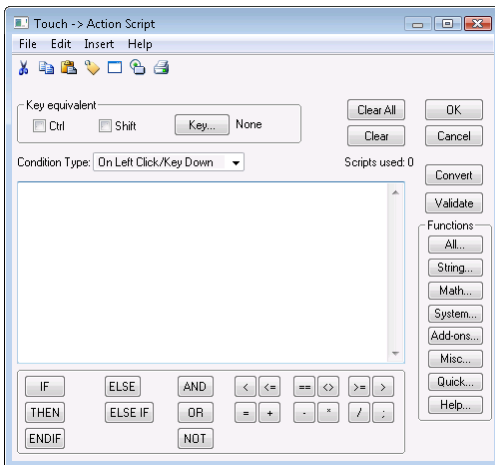 Touch -> Action Script
File Edit Insert Help
Key equivalent
Ctrl Shift Key... None
Clear All OK
Clear Cancel
Condition Type: On Left Click/Key Down Scripts used: 0
Convert
Validate
Functions
All...
String...
Math...
System...
Add-ons...
Misc...
Quick...
Help...
IF ELSE AND < <= == <> >= >
THEN ELSE IF OR = + - * / ;
ENDIF NOT